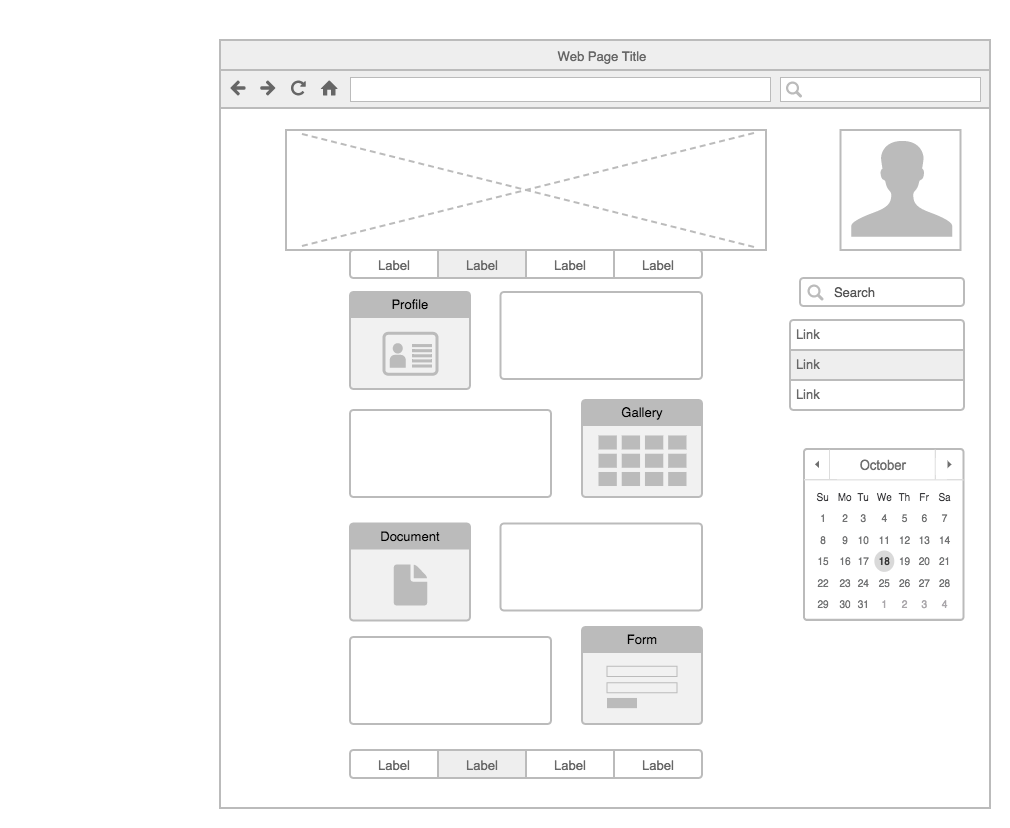 Web Page Title
Label Label Label Label
Profile
Search
Link
Link
Link
Gallery
October
Su Mo Tu We Th Fr Sa
1 2 3 4 5 6 7
8 9 10 11 12 13 14
15 16 17 18 19 20 21
22 23 24 25 26 27 28
29 30 31 1 2 3 4
Document
Form
Label Label Label Label